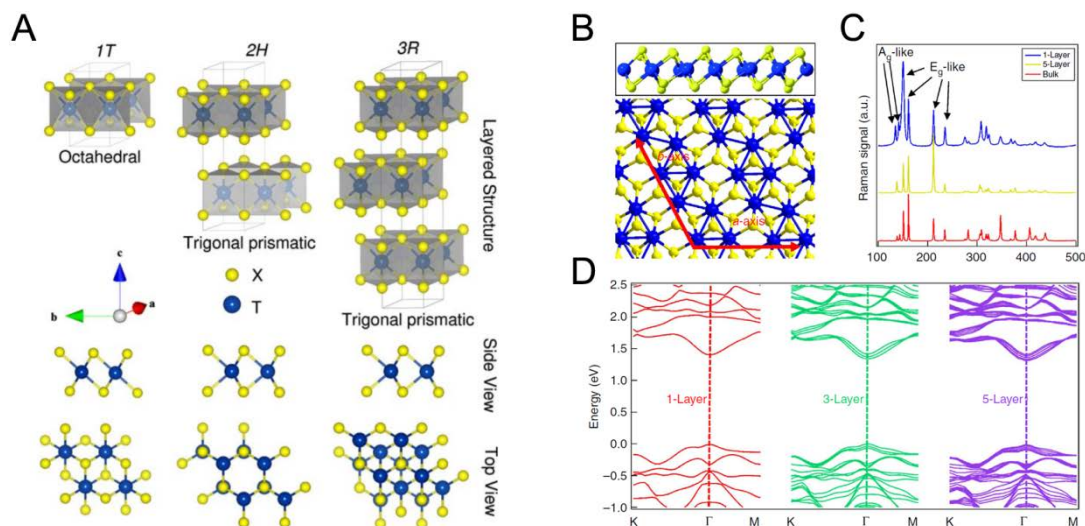 A
1T
2H
3R
Octahedral
Trigonal prismatic
Trigonal prismatic
Layered Structure
c
a
b
X
T
Side View
Top View
B
b-axis
a-axis
C
Ag-like
Eg-like
1-Layer
5-Layer
Bulk
Raman signal (a.u.)
100 200 300 400 500
D
Energy (eV)
2.5
2.0
1.5
1.0
0.5
0.0
−0.5
−1.0
1-Layer
3-Layer
5-Layer
K Γ M K Γ M K Γ M